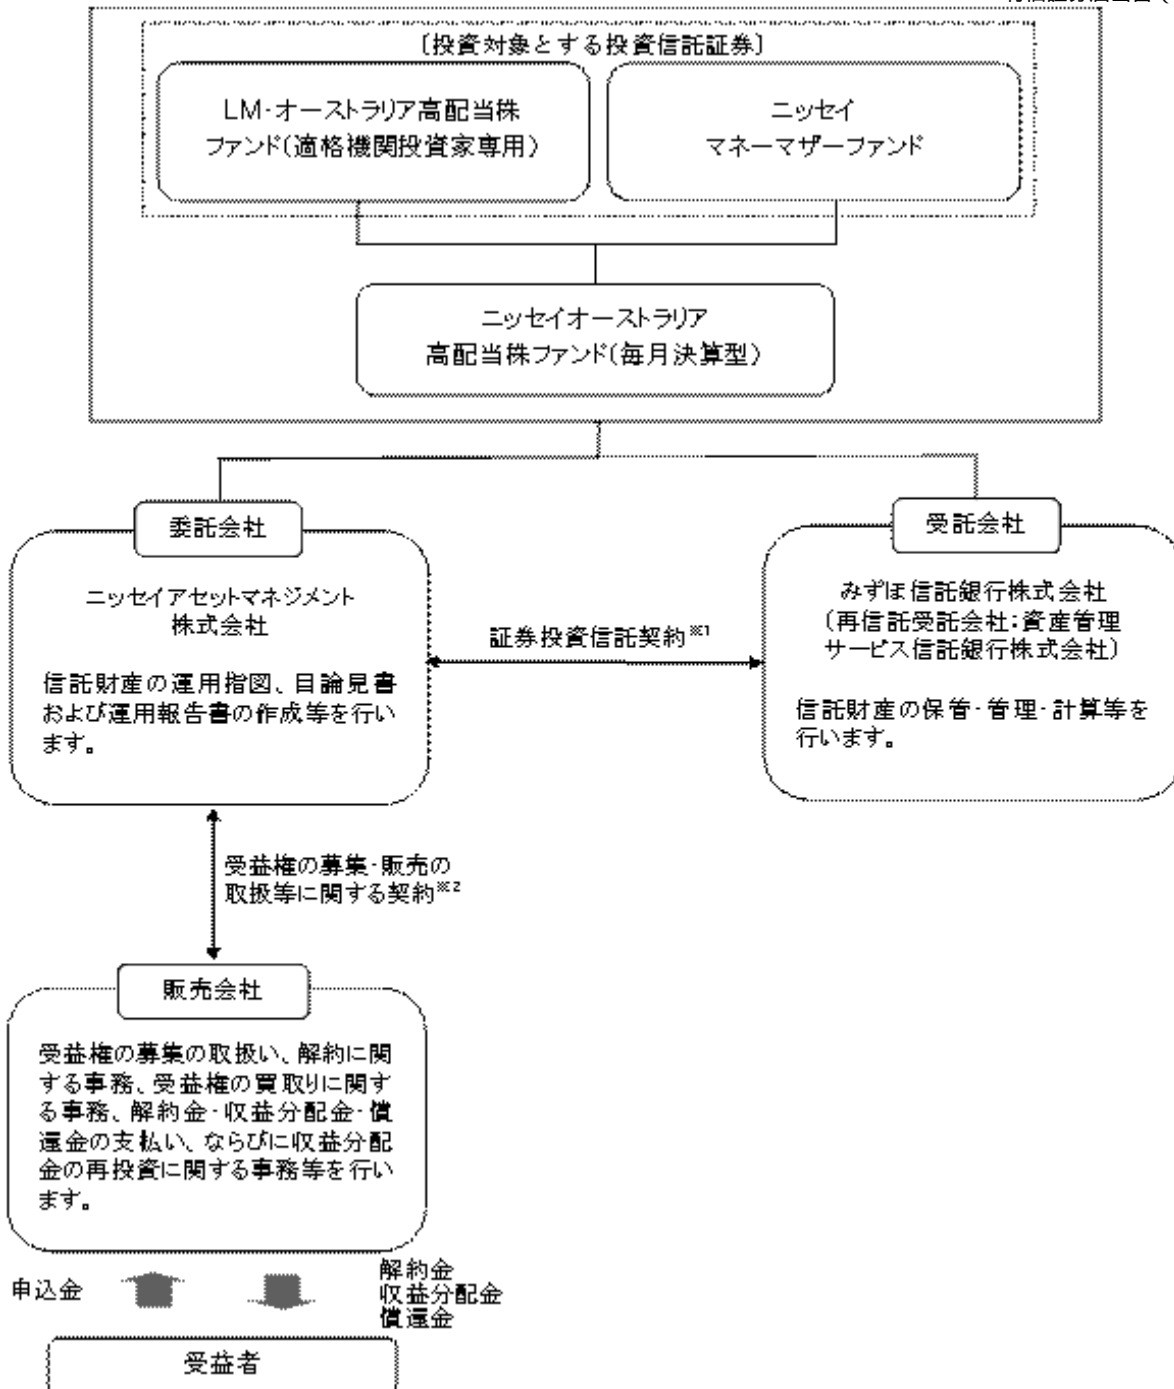 〔投資対象とする投資信託証券〕
LM・オーストラリア高配当株
ファンド(適格機関投資家専用)
ニッセイ
マネーマザーファンド
ニッセイオーストラリア
高配当株ファンド(毎月決算型)
委託会社
ニッセイアセットマネジメント
株式会社
信託財産の運用指図、目論見書
および運用報告書の作成等を行い
ます。
証券投資信託契約※1
受託会社
みずほ信託銀行株式会社
(再信託受託会社:資産管理
サービス信託銀行株式会社)
信託財産の保管・管理・計算等を
行います。
受益権の募集・販売の
取扱等に関する契約※2
販売会社
受益権の募集の取扱い、解約に関
する事務、受益権の買取りに関す
る事務、解約金・収益分配金・償
還金の支払い、ならびに収益分配
金の再投資に関する事務等を行い
ます。
申込金
解約金
収益分配金
償還金
受益者